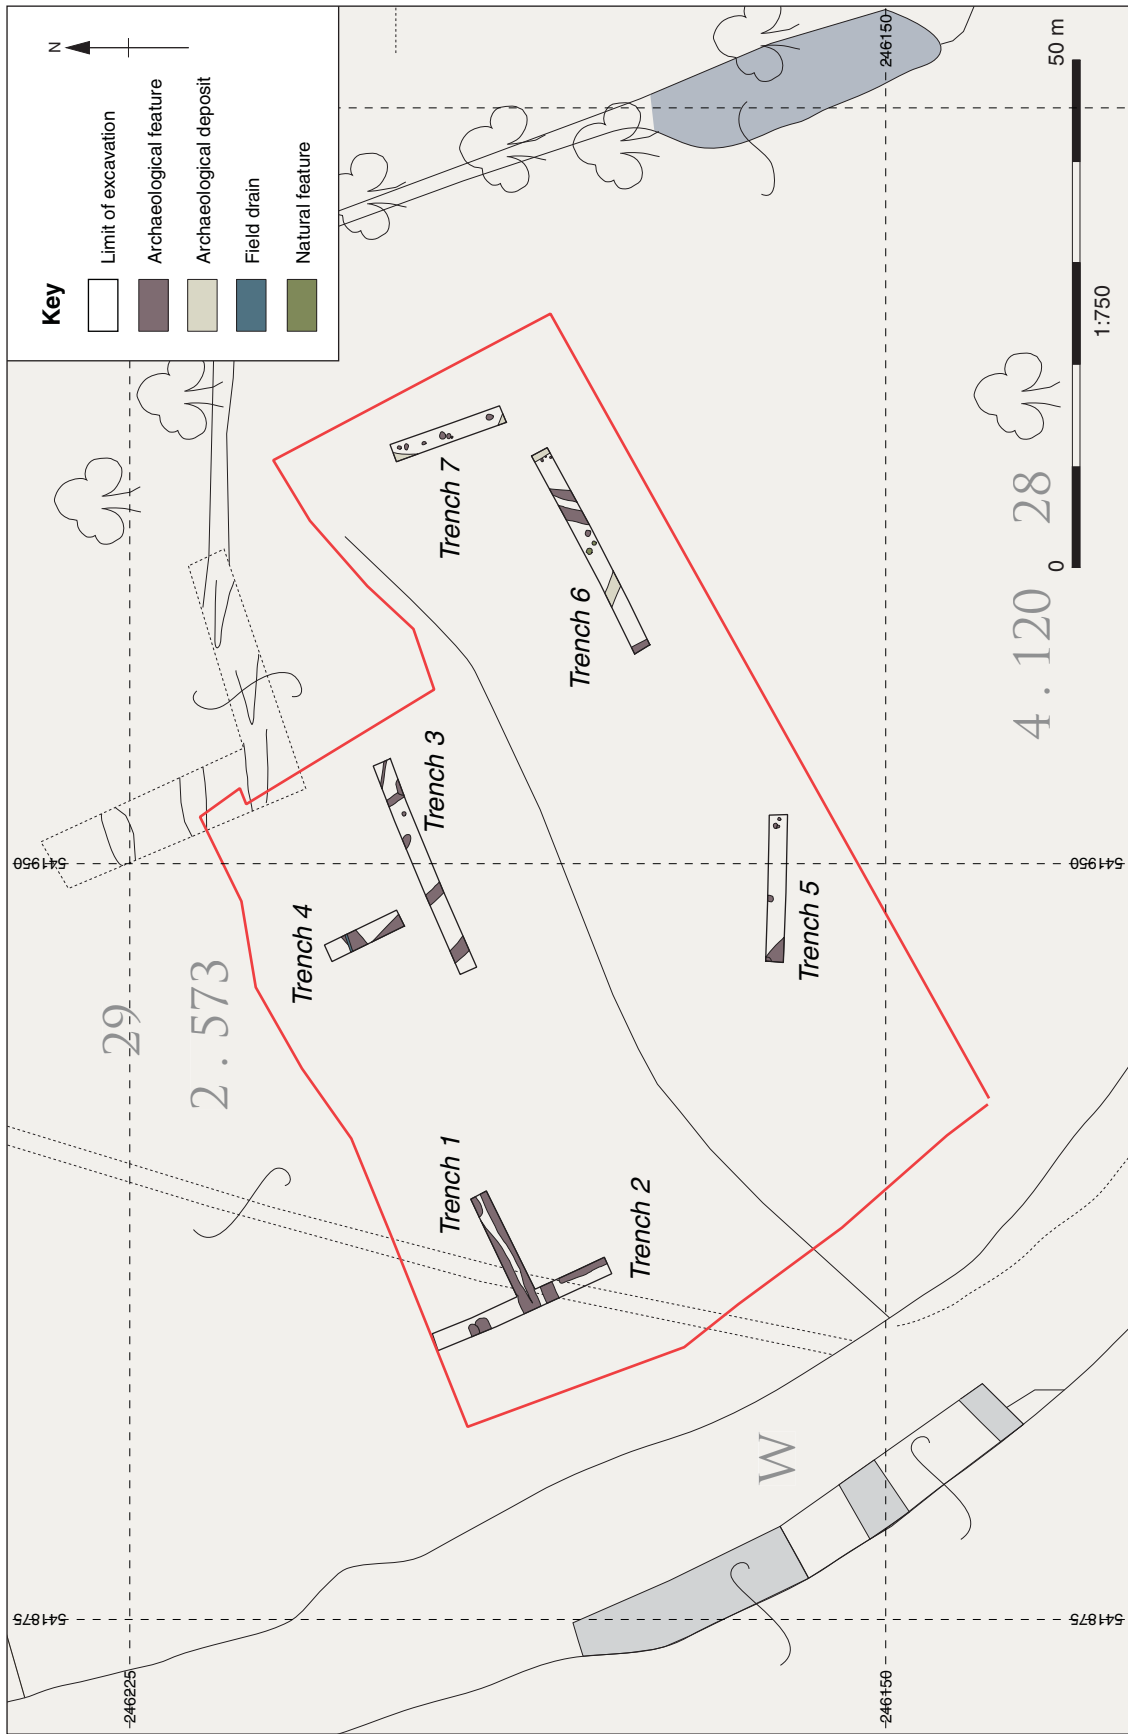 Key
Limit of excavation
Archaeological feature
Archaeological deposit
Field drain
Natural feature
N
541875
541950
246225
246225
29
2 . 573
Trench 4
Trench 3
Trench 1
Trench 7
Trench 2
Trench 6
Trench 5
W
246150
246150
4 . 120
28
0
50 m
1:750
541875
541950